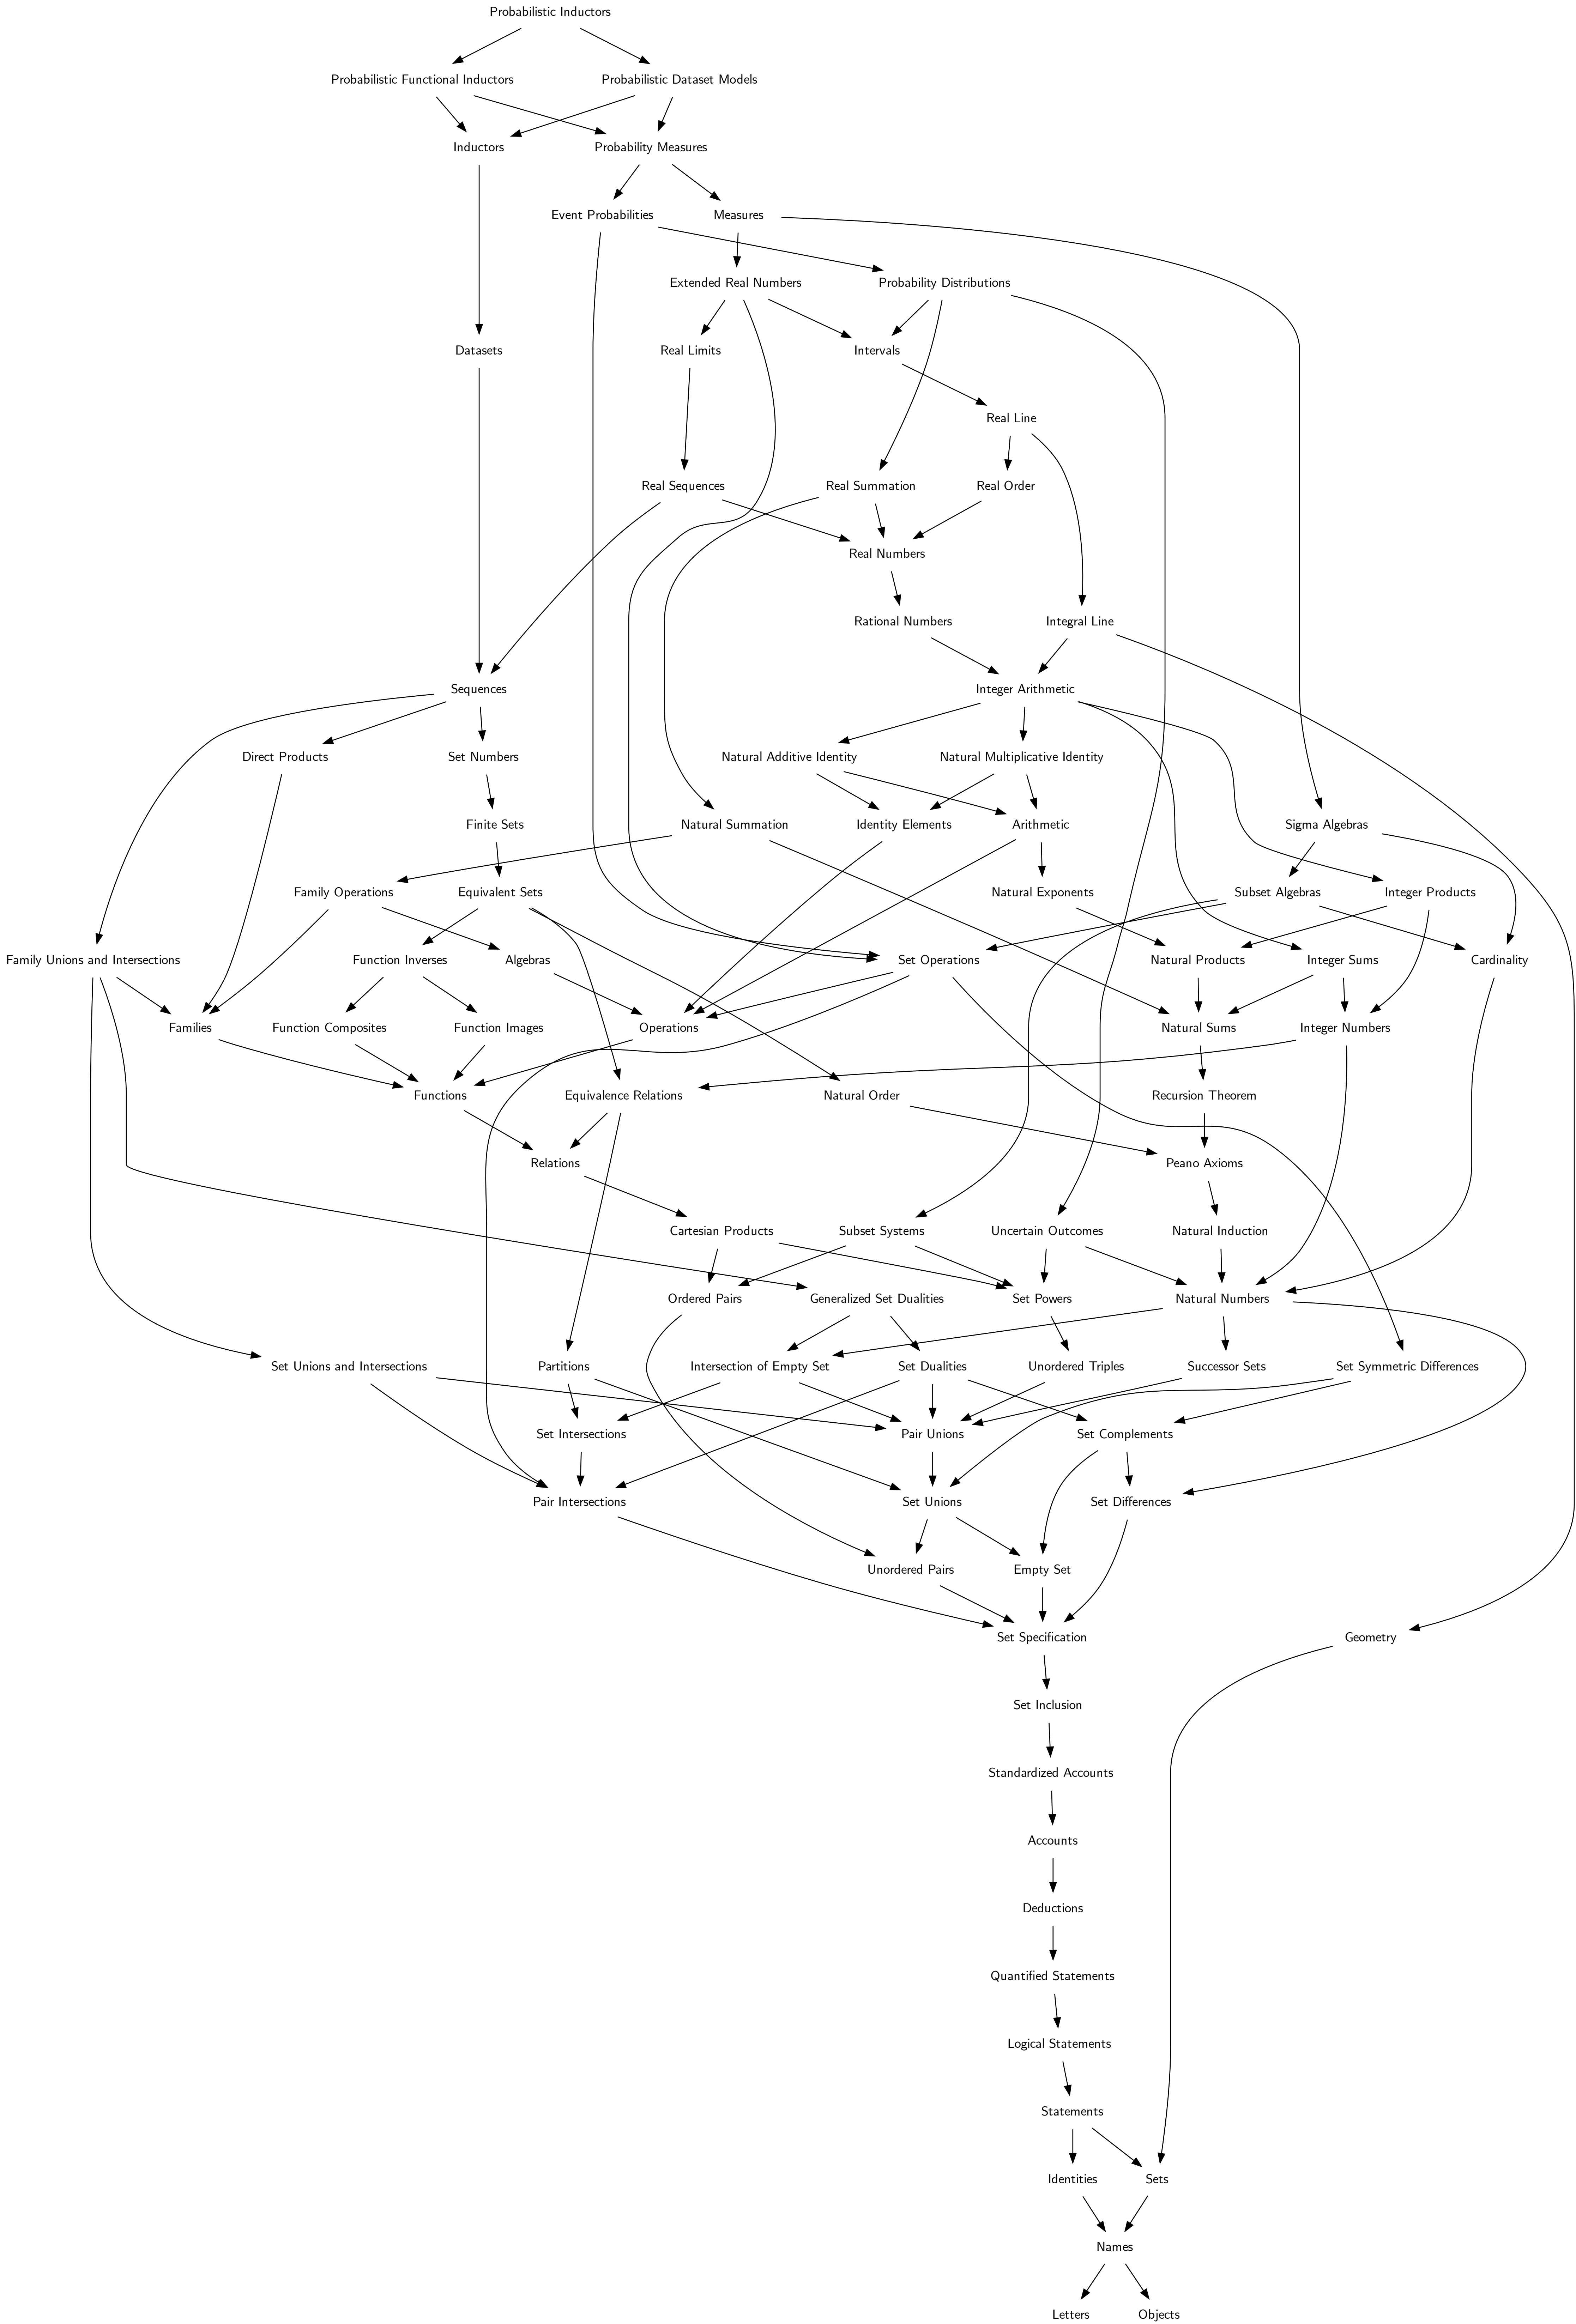 Probabilistic Inductors
Probabilistic Functional Inductors
Probabilistic Dataset Models
Inductors
Probability Measures
Event Probabilities
Measures
Extended Real Numbers
Probability Distributions
Datasets
Real Limits
Intervals
Real Line
Real Sequences
Real Summation
Real Order
Real Numbers
Rational Numbers
Integral Line
Sequences
Integer Arithmetic
Direct Products
Set Numbers
Natural Additive Identity
Natural Multiplicative Identity
Finite Sets
Natural Summation
Identity Elements
Arithmetic
Sigma Algebras
Family Operations
Equivalent Sets
Natural Exponents
Subset Algebras
Integer Products
Family Unions and Intersections
Function Inverses
Algebras
Set Operations
Natural Products
Integer Sums
Cardinality
Families
Function Composites
Function Images
Operations
Natural Sums
Integer Numbers
Functions
Equivalence Relations
Natural Order
Recursion Theorem
Relations
Peano Axioms
Cartesian Products
Subset Systems
Uncertain Outcomes
Natural Induction
Ordered Pairs
Generalized Set Dualities
Set Powers
Natural Numbers
Set Unions and Intersections
Partitions
Intersection of Empty Set
Set Dualities
Unordered Triples
Successor Sets
Set Symmetric Differences
Set Intersections
Pair Unions
Set Complements
Pair Intersections
Set Unions
Set Differences
Unordered Pairs
Empty Set
Set Specification
Geometry
Set Inclusion
Standardized Accounts
Accounts
Deductions
Quantified Statements
Logical Statements
Statements
Identities
Sets
Names
Letters
Objects